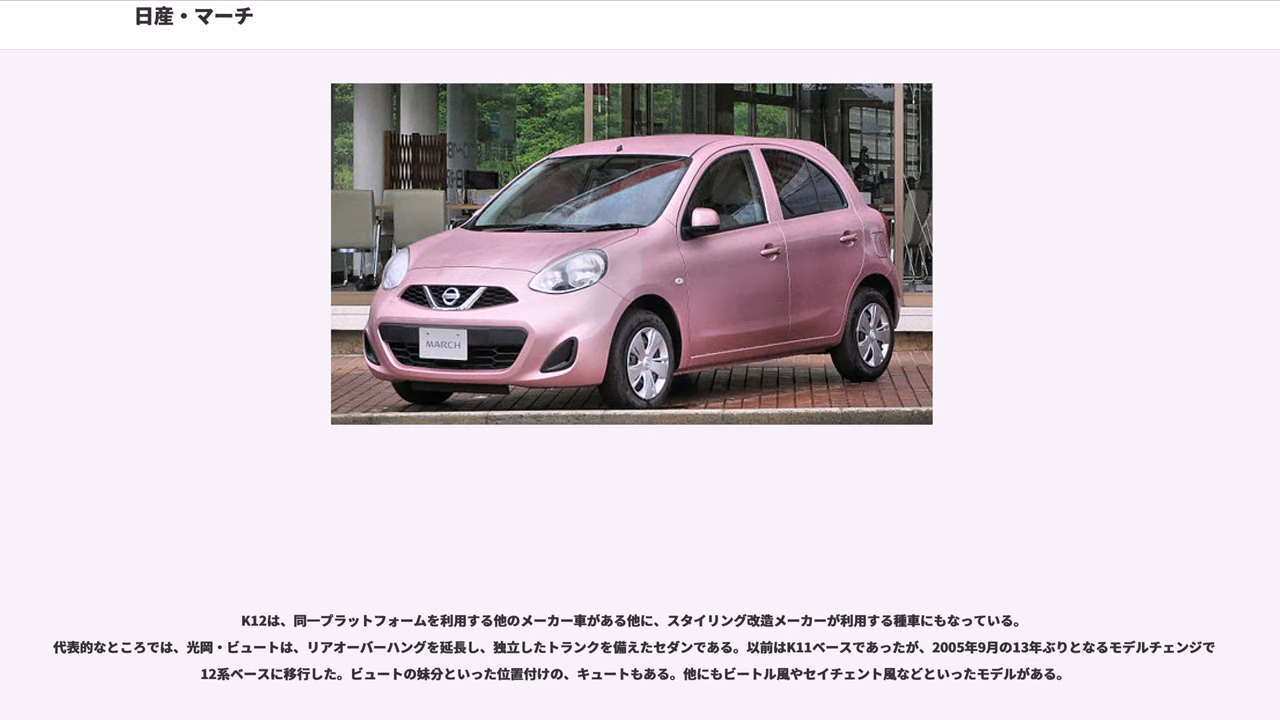 日産・マーチ
MARCH
K12は、同一プラットフォームを利用する他のメーカー車がある他に、スタイリング改造メーカーが利用する種車にもなっている。
代表的なところでは、光岡・ビュートは、リアオーバーハングを延長し、独立したトランクを備えたセダンである。以前はK11ベースであったが、2005年9月の13年ぶりとなるモデルチェンジで
12系ベースに移行した。ビュートの妹分といった位置付けの、キュートもある。他にもビートル風やセイチェント風などといったモデルがある。